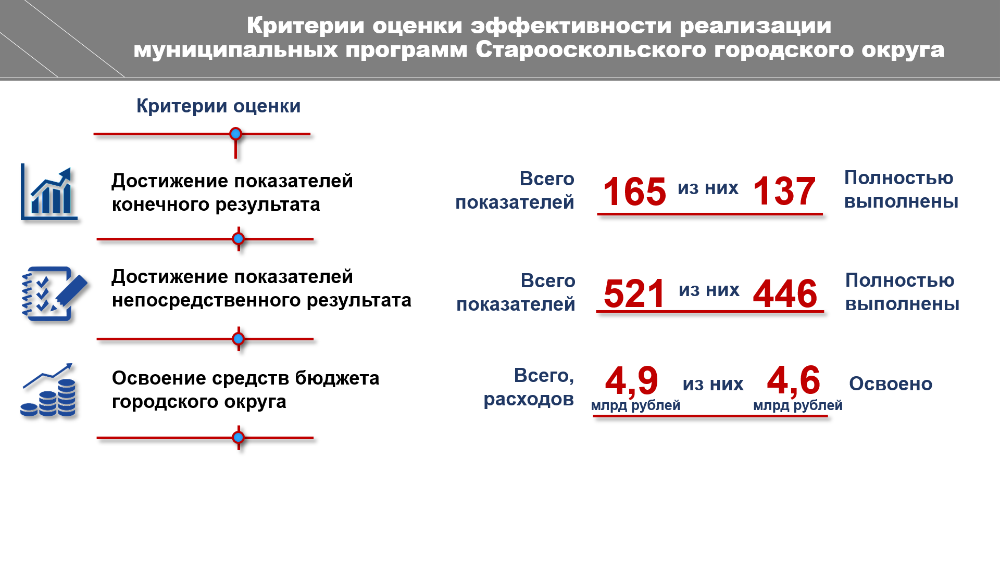 Критерии оценки эффективности реализации
муниципальных программ Старооскольского городского округа
Критерии оценки
Достижение показателей
конечного результата
Всего
показателей
165 из них 137
Полностью
выполнены
Достижение показателей
непосредственного результата
Всего
показателей
521 из них 446
Полностью
выполнены
Освоение средств бюджета
городского округа
Всего,
расходов
4,9 из них 4,6
млрд рублей млрд рублей
Освоено